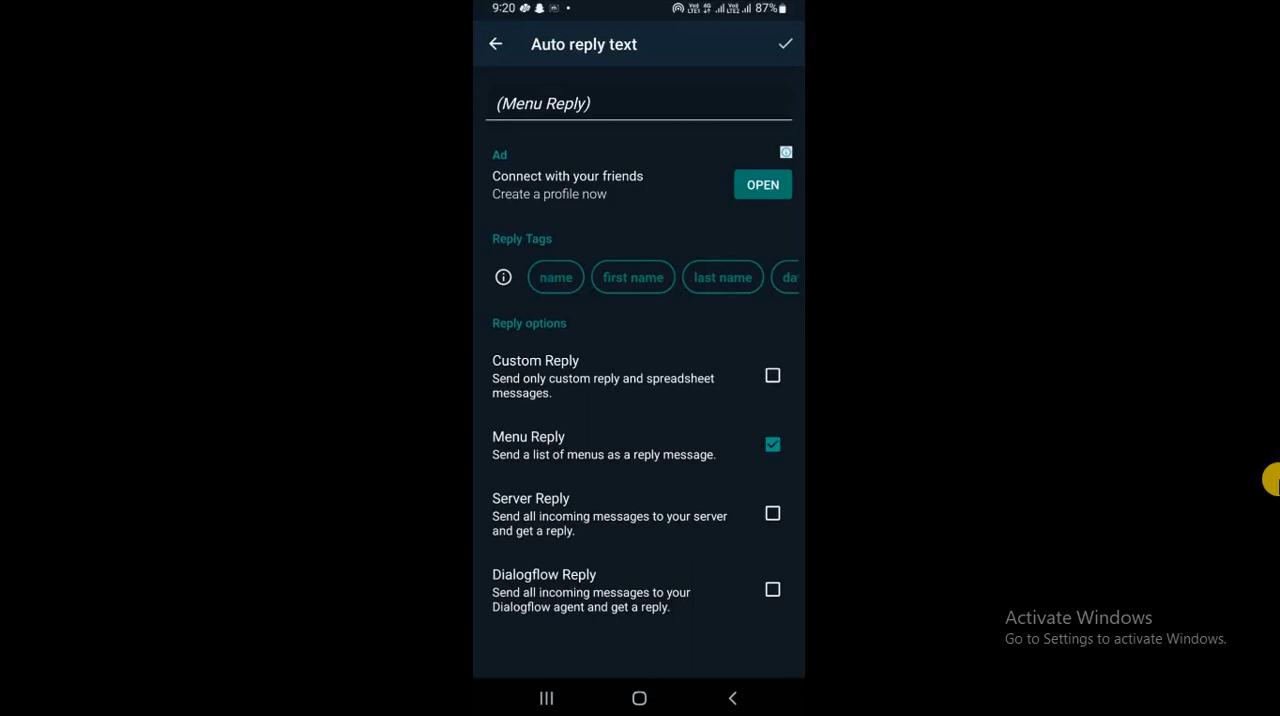 9:20 87%
Auto reply text
(Menu Reply)
Ad
Connect with your friends
Create a profile now
OPEN
Reply Tags
name first name last name da
Reply options
Custom Reply
Send only custom reply and spreadsheet
messages.
Menu Reply
Send a list of menus as a reply message.
Server Reply
Send all incoming messages to your server
and get a reply.
Dialogflow Reply
Send all incoming messages to your
Dialogflow agent and get a reply.
Activate Windows
Go to Settings to activate Windows.